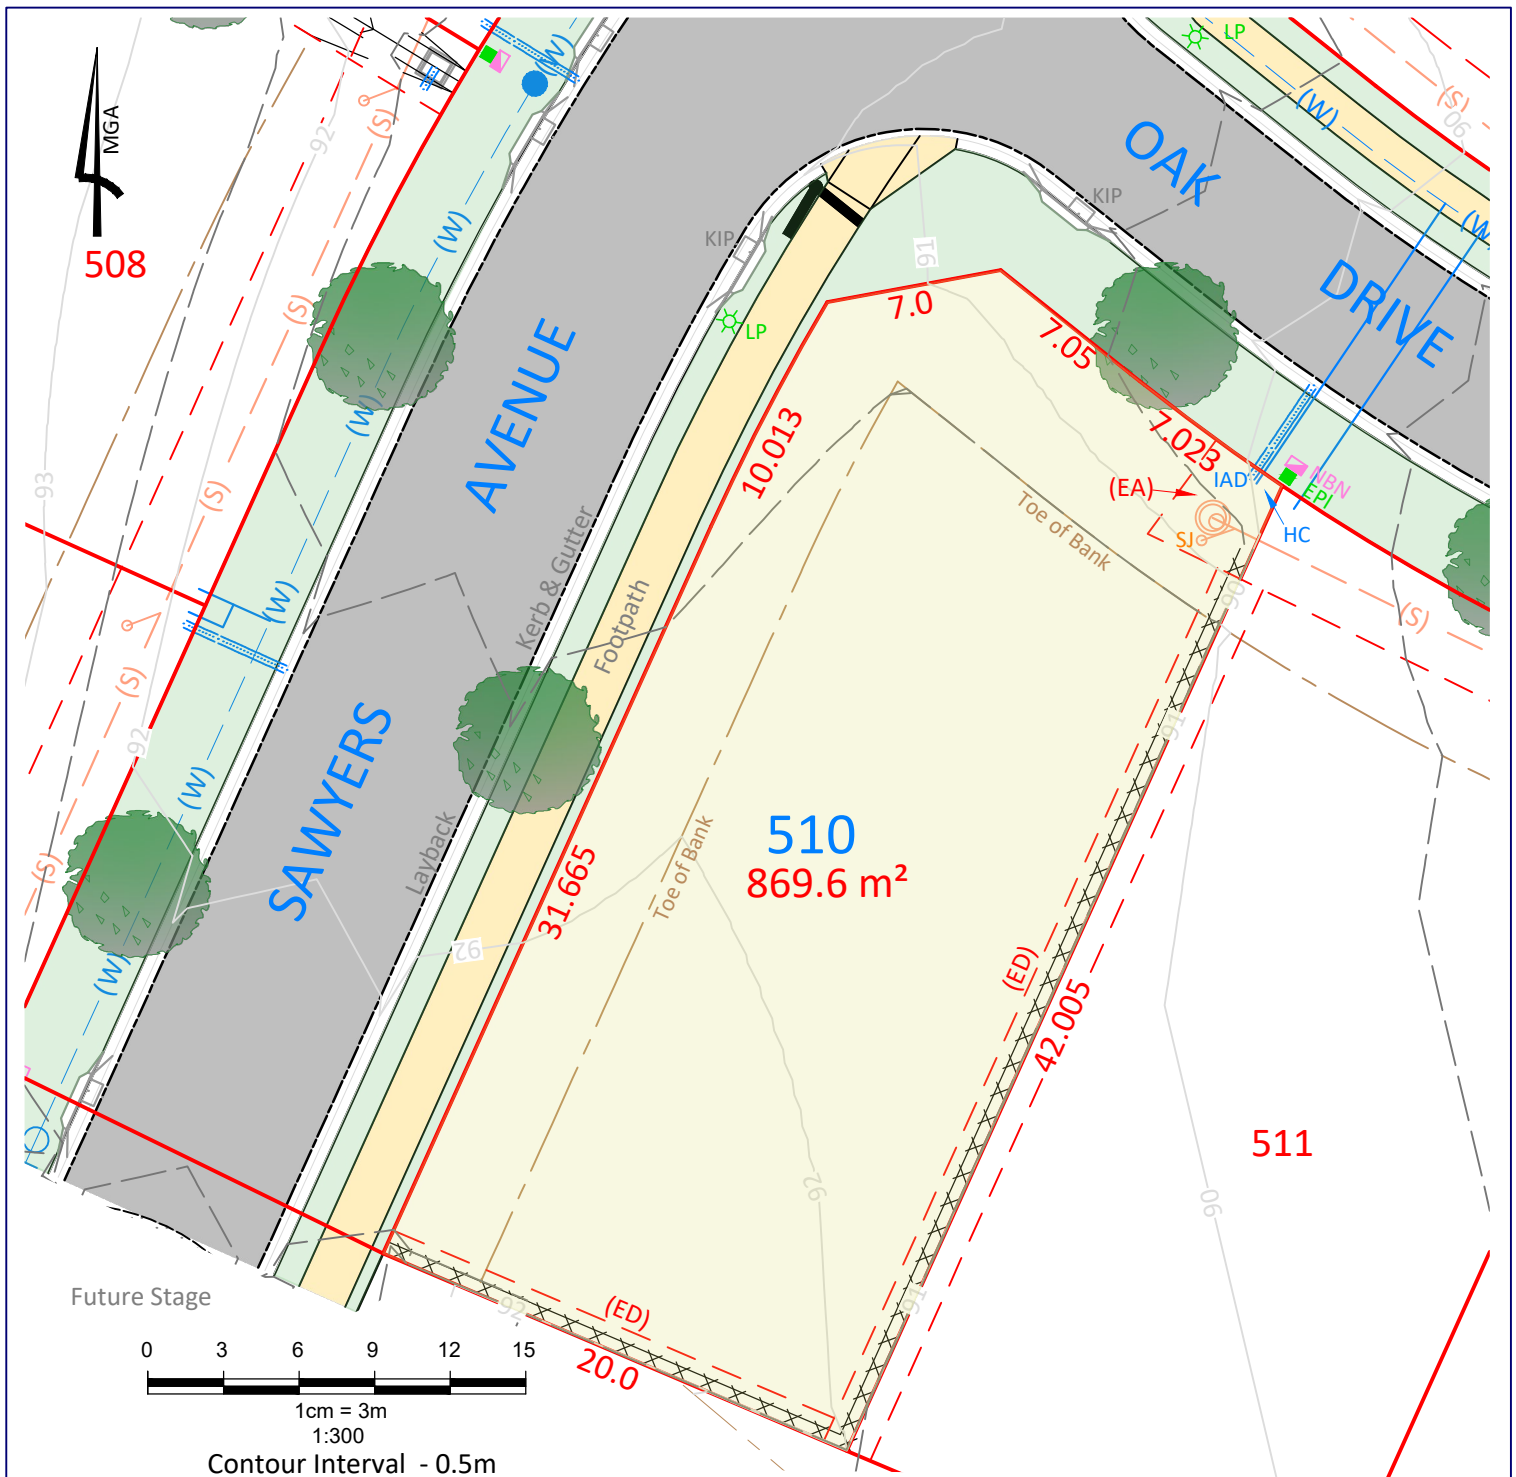 MGA
508
(W)
(S)
92
(S)
(W)
(S)
(W)
93
(S)
(W)
(S)
92
(W)
(S)
(W)
LP
(S)
90
(W)
(W)
OAK
DRIVE
KIP
KIP
LP
91
7.0
7.05
7.023
10.013
AVENUE
SAWYERS
Kerb & Gutter
Footpath
Layback
Toe of Bank
Toe of Bank
(EA)
IAD
NBN
EPI
HC
SJ
(S)
90
91
510
869.6 m²
31.665
92
(ED)
42.005
92
91
511
90
92
(ED)
20.0
Future Stage
0 3 6 9 12 15
1cm = 3m
1:300
Contour Interval - 0.5m